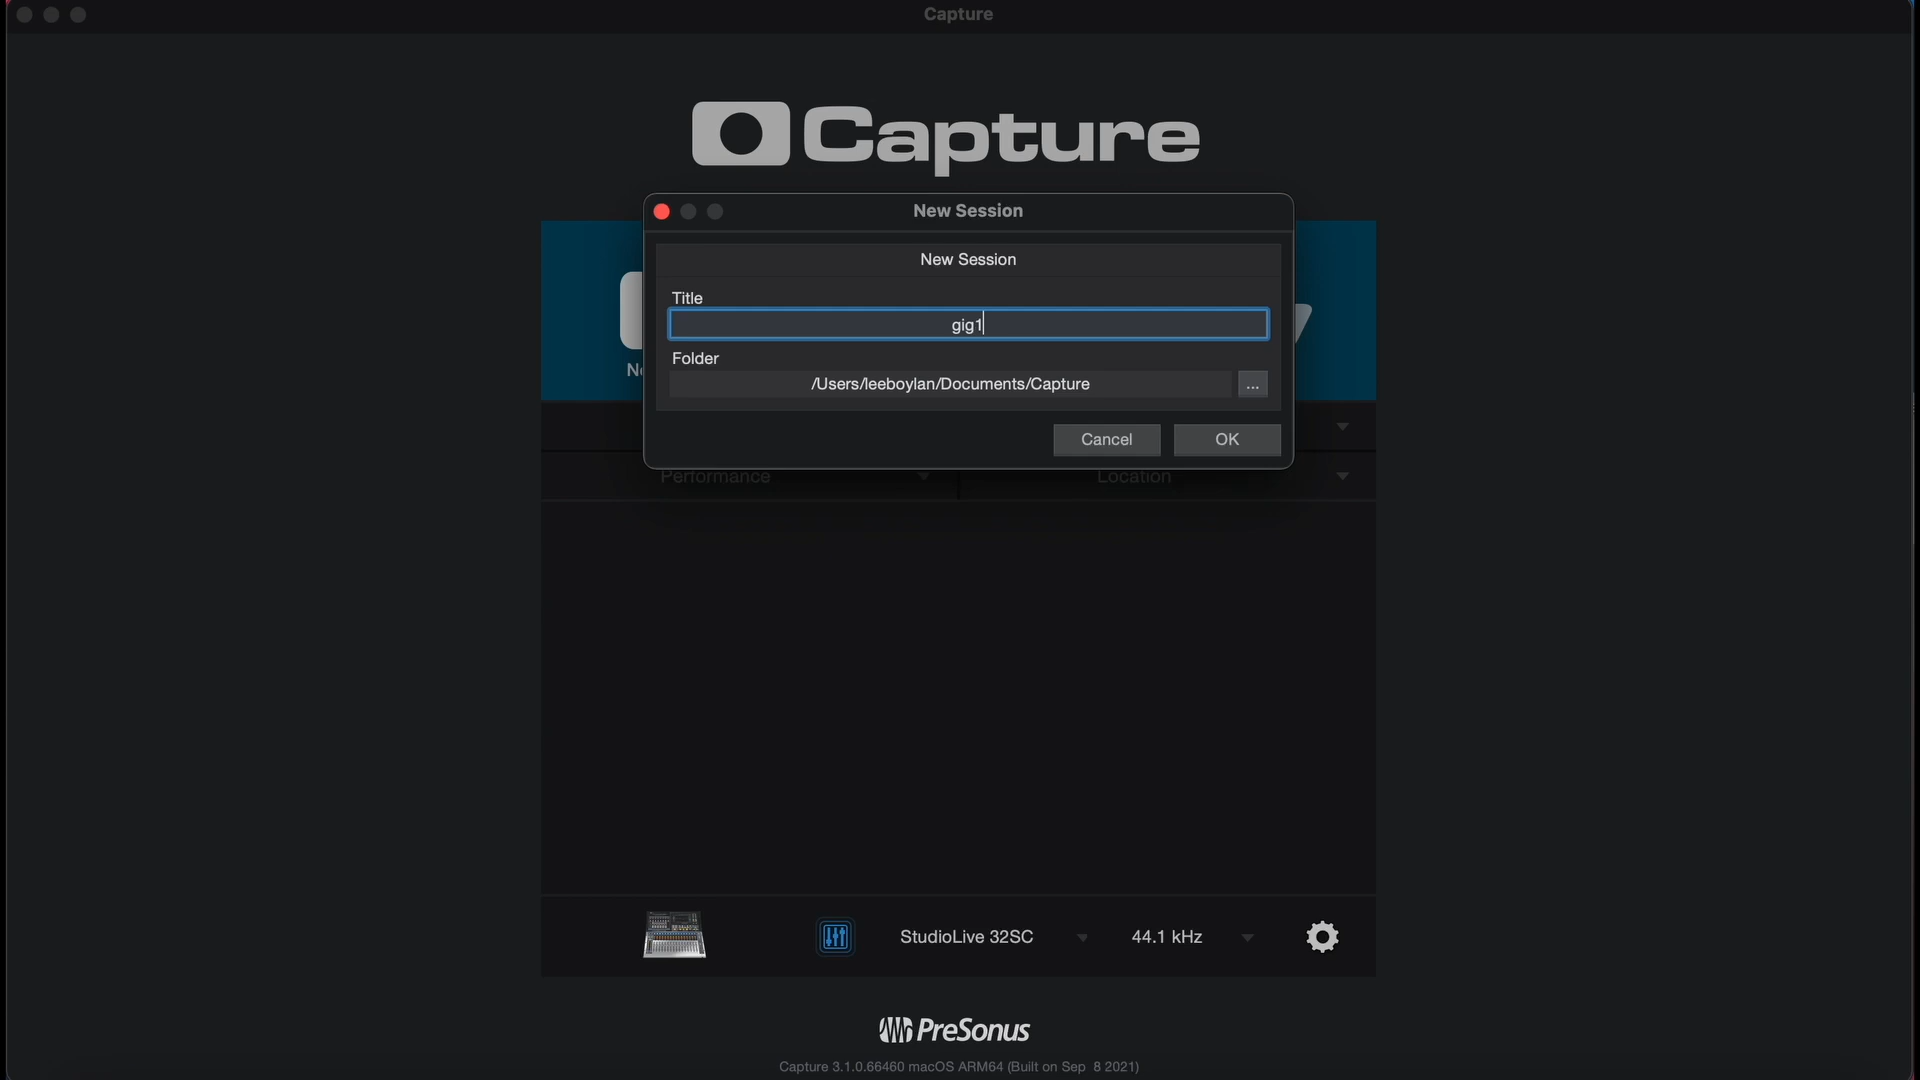 Capture
Capture
New Session
New Session
Title
gig1
Folder
/Users/leeboylan/Documents/Capture
...
Cancel
OK
Performance
Location
StudioLive 32SC
44.1 kHz
PreSonus
Capture 3.1.0.66460 macOS ARM64 (Built on Sep  8 2021)